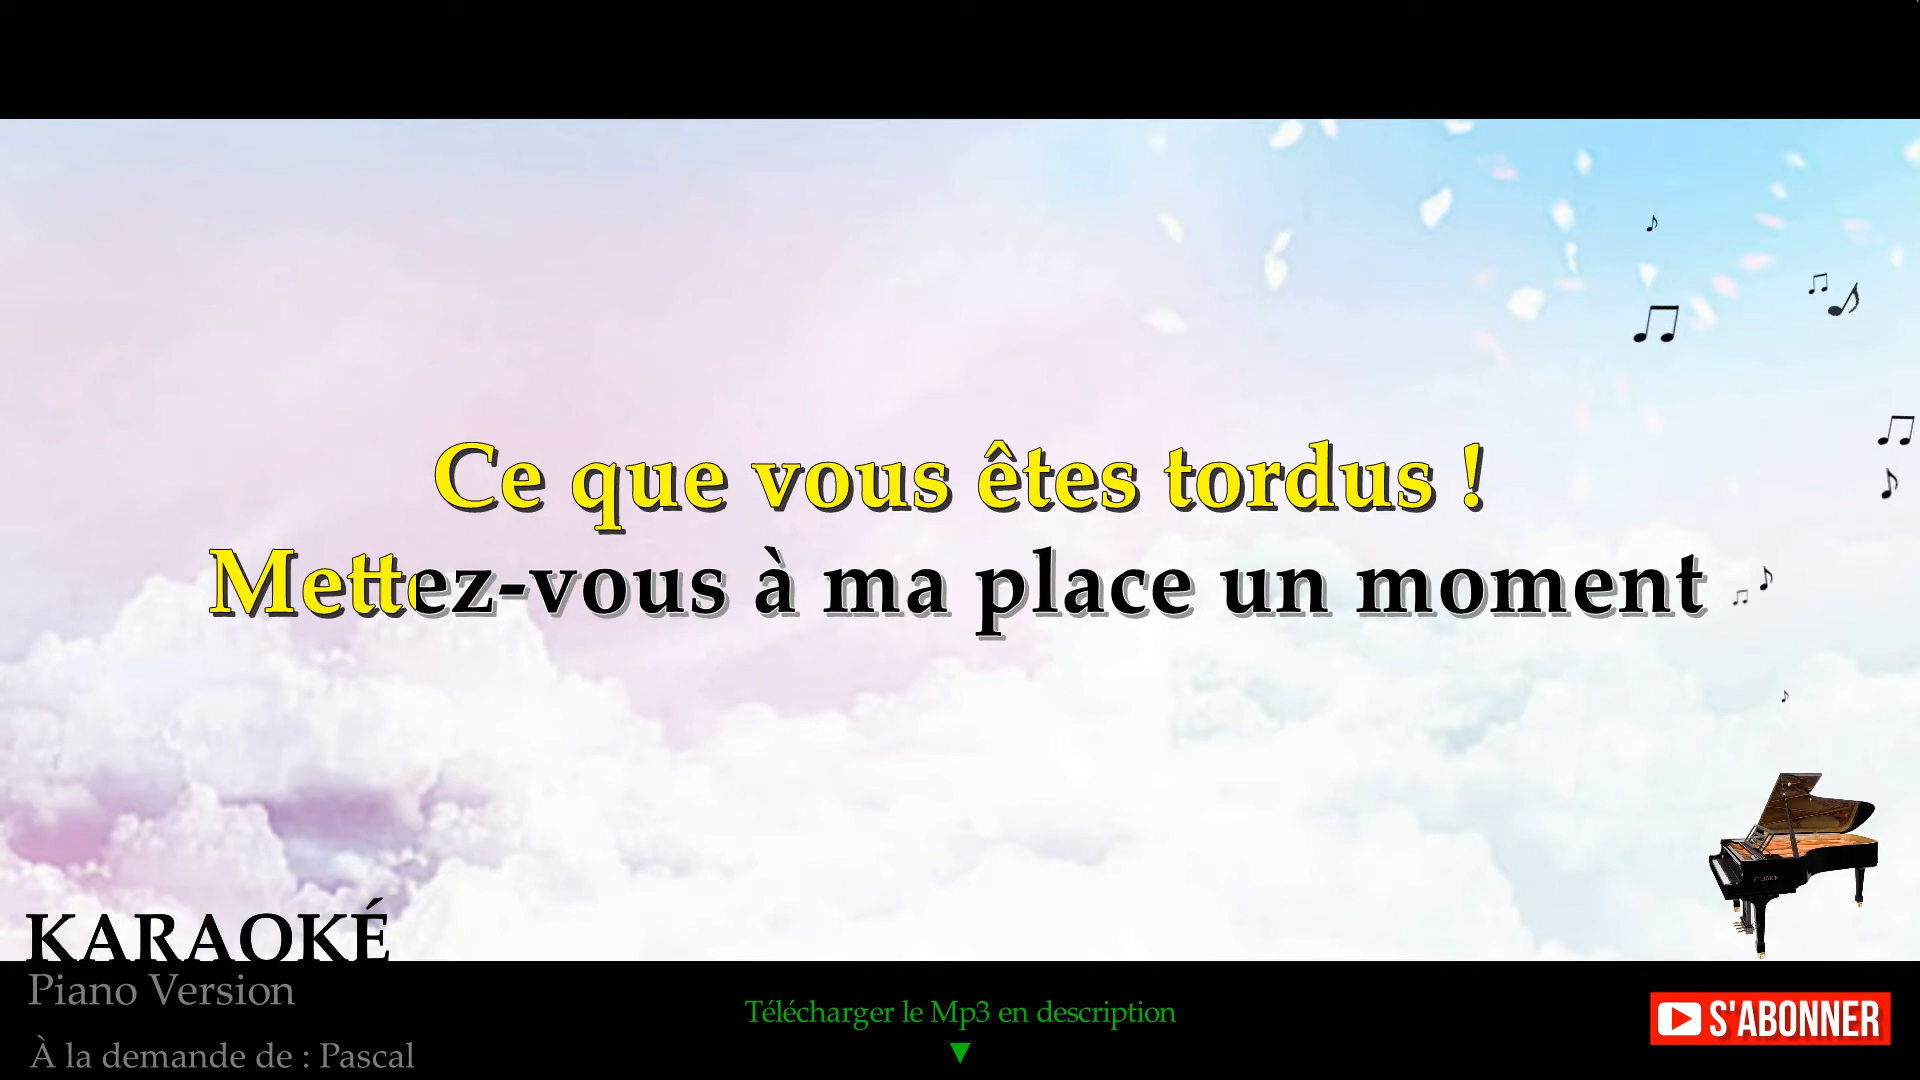 Ce que vous êtes tordus !
Mettez-vous à ma place un moment
KARAOKÉ
Piano Version
À la demande de : Pascal
Télécharger le Mp3 en description
▼
S'ABONNER